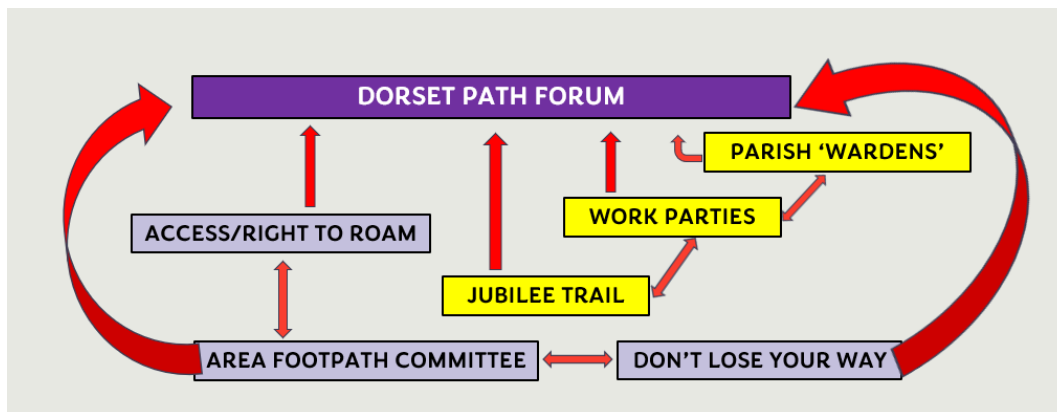 DORSET PATH FORUM
PARISH ‘WARDENS’
WORK PARTIES
ACCESS/RIGHT TO ROAM
JUBILEE TRAIL
AREA FOOTPATH COMMITTEE
DON’T LOSE YOUR WAY